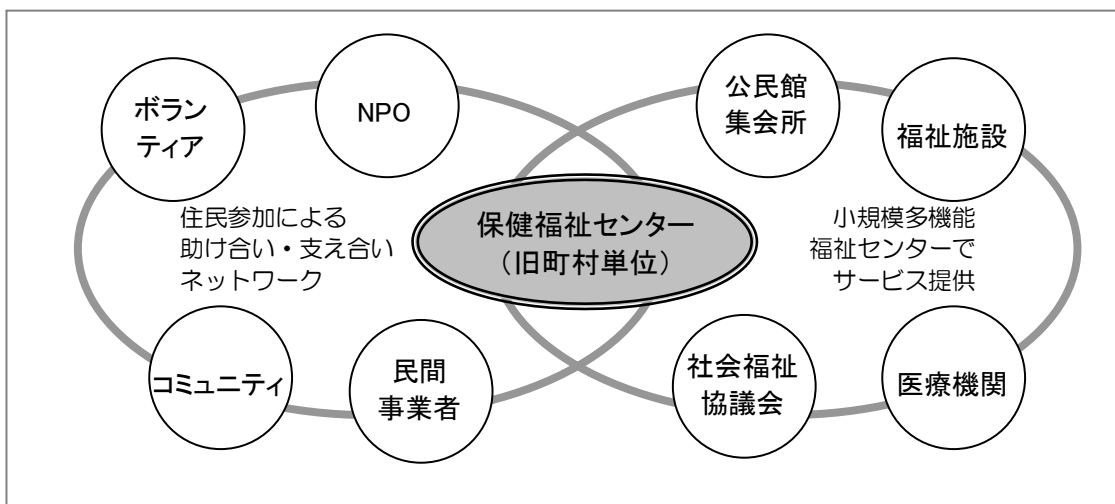 ボラン
ティア
NPO
公民館
集会所
福祉施設
住民参加による
助け合い・支え合い
ネットワーク
保健福祉センター
（旧町村単位）
小規模多機能
福祉センターで
サービス提供
コミュニティ
民間
事業者
社会福祉
協議会
医療機関